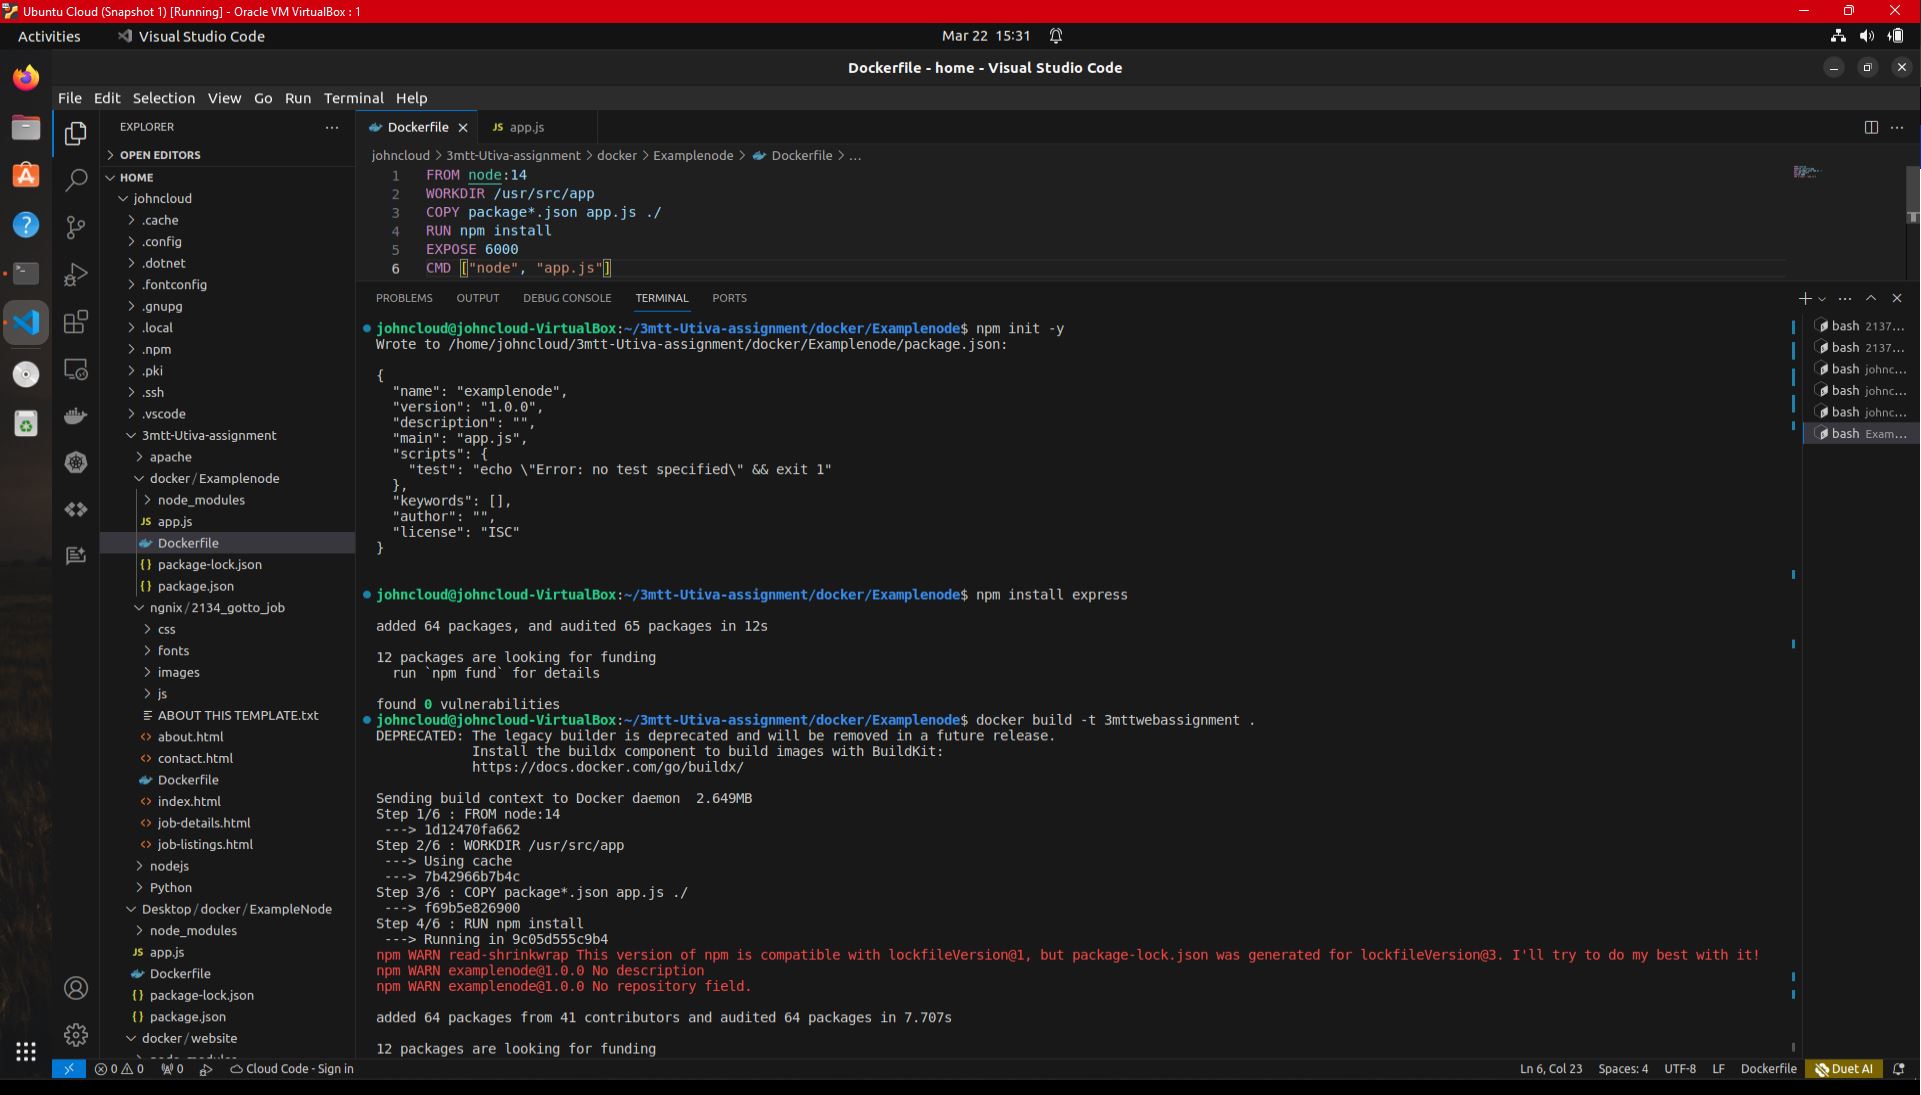 Ubuntu Cloud (Snapshot 1) [Running] - Oracle VM VirtualBox : 1
Activities
Visual Studio Code
Mar 22 15:31
Dockerfile - home - Visual Studio Code
File Edit Selection View Go Run Terminal Help
EXPLORER
OPEN EDITORS
HOME
johncloud
.cache
.config
.dotnet
.fontconfig
.gnupg
.local
.npm
.pki
.ssh
.vscode
3mtt-Utiva-assignment
apache
docker/Examplenode
node_modules
JS app.js
Dockerfile
{} package-lock.json
{} package.json
ngnix/2134_gotto_job
css
fonts
images
js
ABOUT THIS TEMPLATE.txt
<> about.html
<> contact.html
Dockerfile
<> index.html
<> job-details.html
<> job-listings.html
nodejs
Python
Desktop/docker/ExampleNode
node_modules
JS app.js
Dockerfile
{} package-lock.json
{} package.json
docker/website
Dockerfile
JS app.js
johncloud > 3mtt-Utiva-assignment > docker > Examplenode > Dockerfile > ...
1 FROM node:14
2 WORKDIR /usr/src/app
3 COPY package*.json app.js ./
4 RUN npm install
5 EXPOSE 6000
6 CMD ["node", "app.js"]
PROBLEMS OUTPUT DEBUG CONSOLE TERMINAL PORTS
johncloud@johncloud-VirtualBox:~/3mtt-Utiva-assignment/docker/Examplenode$ npm init -y
Wrote to /home/johncloud/3mtt-Utiva-assignment/docker/Examplenode/package.json:
{
"name": "examplenode",
"version": "1.0.0",
"description": "",
"main": "app.js",
"scripts": {
"test": "echo \"Error: no test specified\" && exit 1"
},
"keywords": [],
"author": "",
"license": "ISC"
}
johncloud@johncloud-VirtualBox:~/3mtt-Utiva-assignment/docker/Examplenode$ npm install express
added 64 packages, and audited 65 packages in 12s
12 packages are looking for funding
run `npm fund` for details
found 0 vulnerabilities
johncloud@johncloud-VirtualBox:~/3mtt-Utiva-assignment/docker/Examplenode$ docker build -t 3mttwebassignment .
DEPRECATED: The legacy builder is deprecated and will be removed in a future release.
Install the buildx component to build images with BuildKit:
https://docs.docker.com/go/buildx/
Sending build context to Docker daemon 2.649MB
Step 1/6 : FROM node:14
---> 1d12470fa662
Step 2/6 : WORKDIR /usr/src/app
---> Using cache
---> 7b42966b7b4c
Step 3/6 : COPY package*.json app.js ./
---> f69b5e826900
Step 4/6 : RUN npm install
---> Running in 9c05d555c9b4
npm WARN read-shrinkwrap This version of npm is compatible with lockfileVersion@1, but package-lock.json was generated for lockfileVersion@3. I'll try to do my best with it!
npm WARN examplenode@1.0.0 No description
npm WARN examplenode@1.0.0 No repository field.
added 64 packages from 41 contributors and audited 64 packages in 7.707s
12 packages are looking for funding
bash 2137...
bash 2137...
bash johnc...
bash johnc...
bash johnc...
bash Exam...
0 0 0 Cloud Code - Sign in
Ln 6, Col 23 Spaces: 4 UTF-8 LF Dockerfile Duet AI